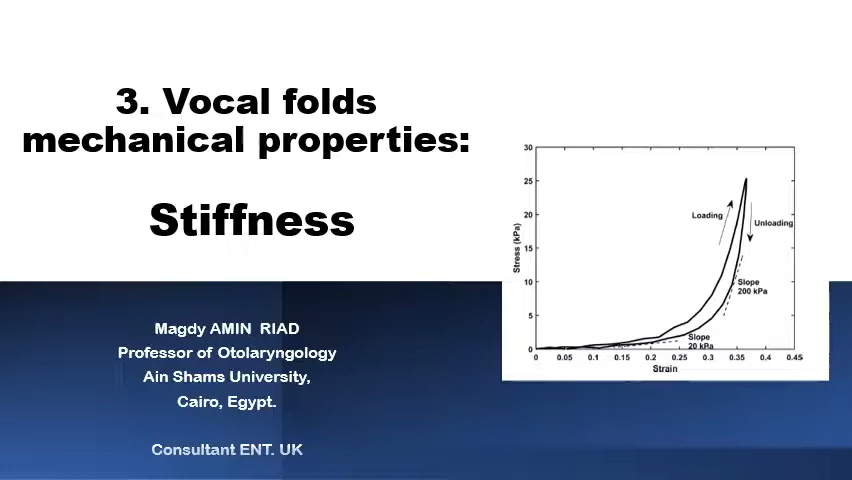 3. Vocal folds
mechanical properties:
Stiffness
Magdy AMIN RIAD
Professor of Otolaryngology
Ain Shams University,
Cairo, Egypt.
Consultant ENT. UK
30
25
20
15
10
5
0
Stress (kPa)
Loading
Unloading
Slope
200 kPa
Slope
20 kPa
0 0.05 0.1 0.15 0.2 0.25 0.3 0.35 0.4 0.45
Strain